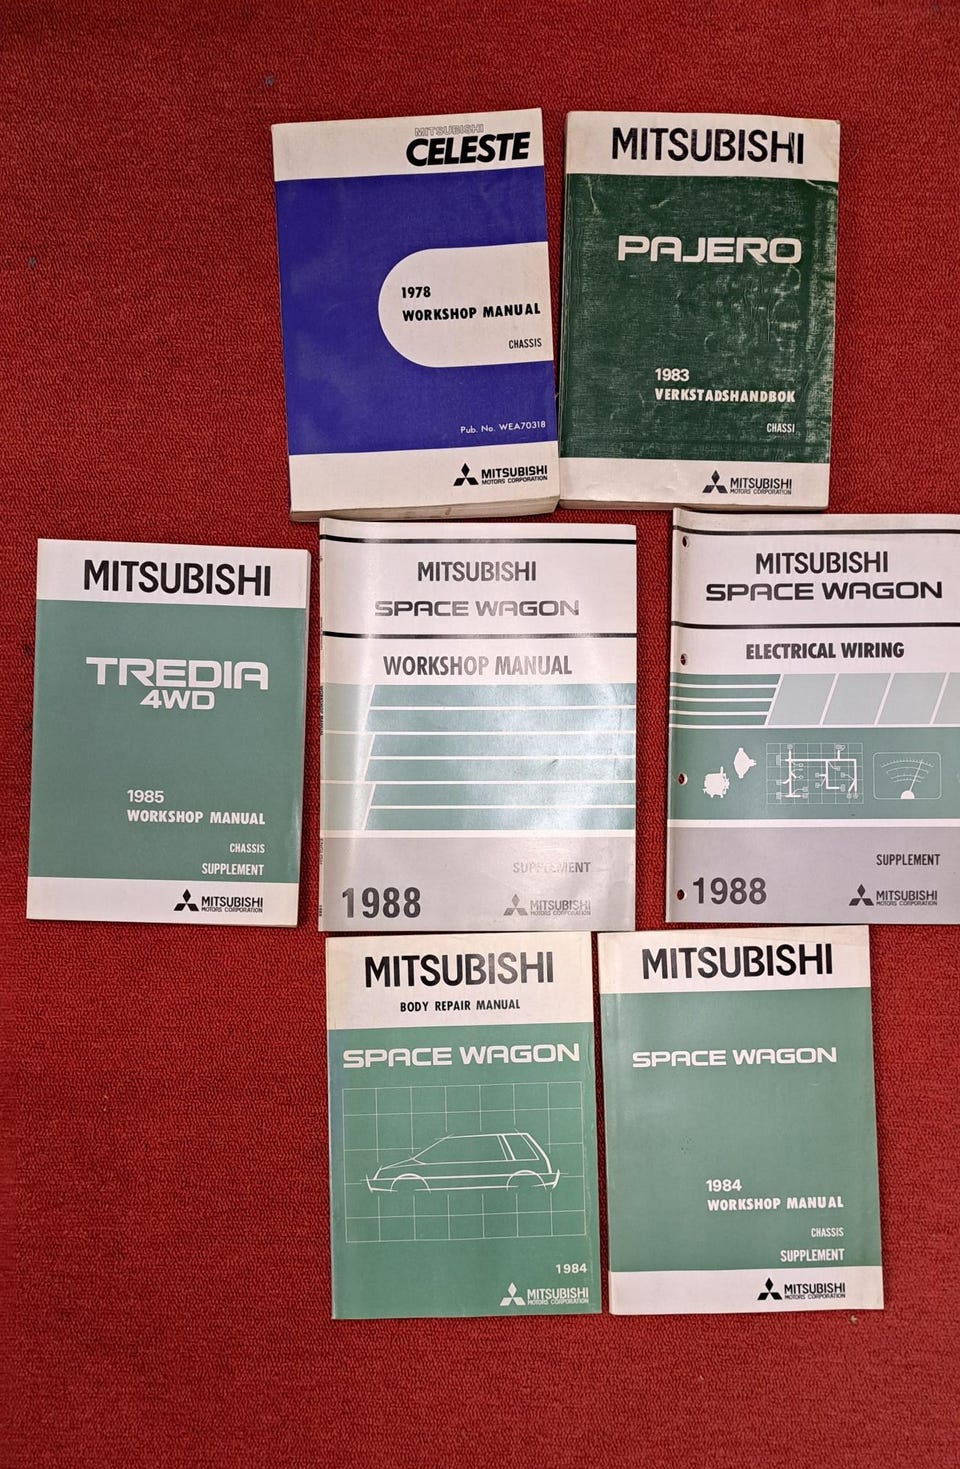 MITSUBISHI
CELESTE
1978
WORKSHOP MANUAL
CHASSIS
Pub. No. WEA70318
MITSUBISHI
MOTORS CORPORATION
MITSUBISHI
PAJERO
1983
VERKSTADSHANDBOK
CHASSI
MITSUBISHI
MOTORS CORPORATION
MITSUBISHI
TREDIA
4WD
1985
WORKSHOP MANUAL
CHASSIS
SUPPLEMENT
MITSUBISHI
MOTORS CORPORATION
MITSUBISHI
SPACE WAGON
WORKSHOP MANUAL
SUPPLEMENT
1988
MITSUBISHI
MOTORS CORPORATION
MITSUBISHI
SPACE WAGON
ELECTRICAL WIRING
SUPPLEMENT
1988
MITSUBISHI
MOTORS CORPORATION
MITSUBISHI
BODY REPAIR MANUAL
SPACE WAGON
1984
MITSUBISHI
MOTORS CORPORATION
MITSUBISHI
SPACE WAGON
1984
WORKSHOP MANUAL
CHASSIS
SUPPLEMENT
MITSUBISHI
MOTORS CORPORATION